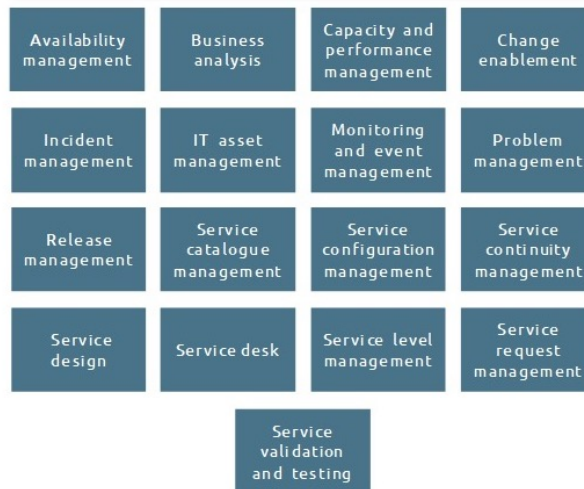 Availability
management
Business
analysis
Capacity and
performance
management
Change
enablement
Incident
management
IT asset
management
Monitoring
and event
management
Problem
management
Release
management
Service
catalogue
management
Service
configuration
management
Service
continuity
management
Service
design
Service desk
Service level
management
Service
request
management
Service
validation
and testing